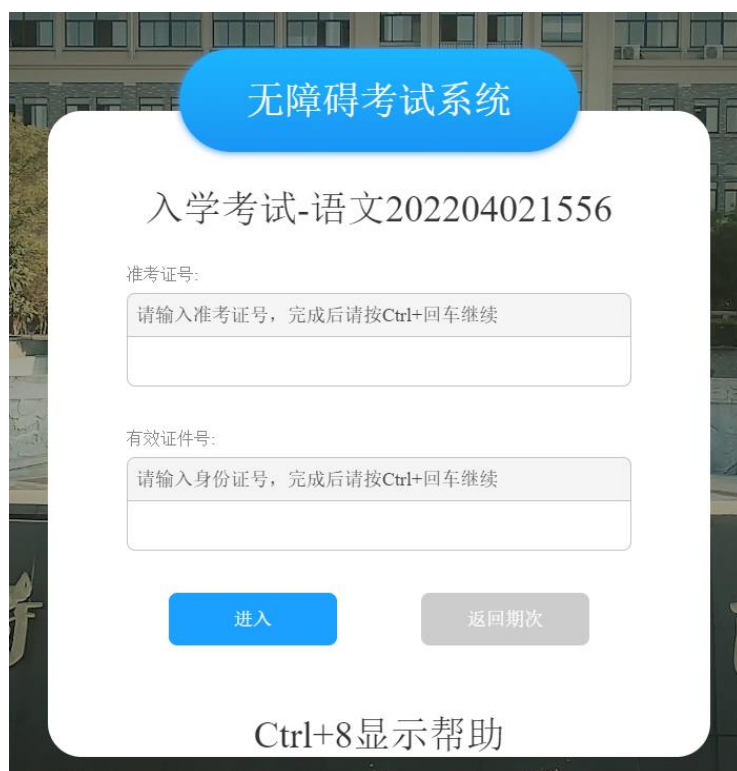 无障碍考试系统
入学考试-语文202204021556
准考证号:
请输入准考证号，完成后请按Ctrl+回车继续
有效证件号:
请输入身份证号，完成后请按Ctrl+回车继续
进入
返回期次
Ctrl+8显示帮助